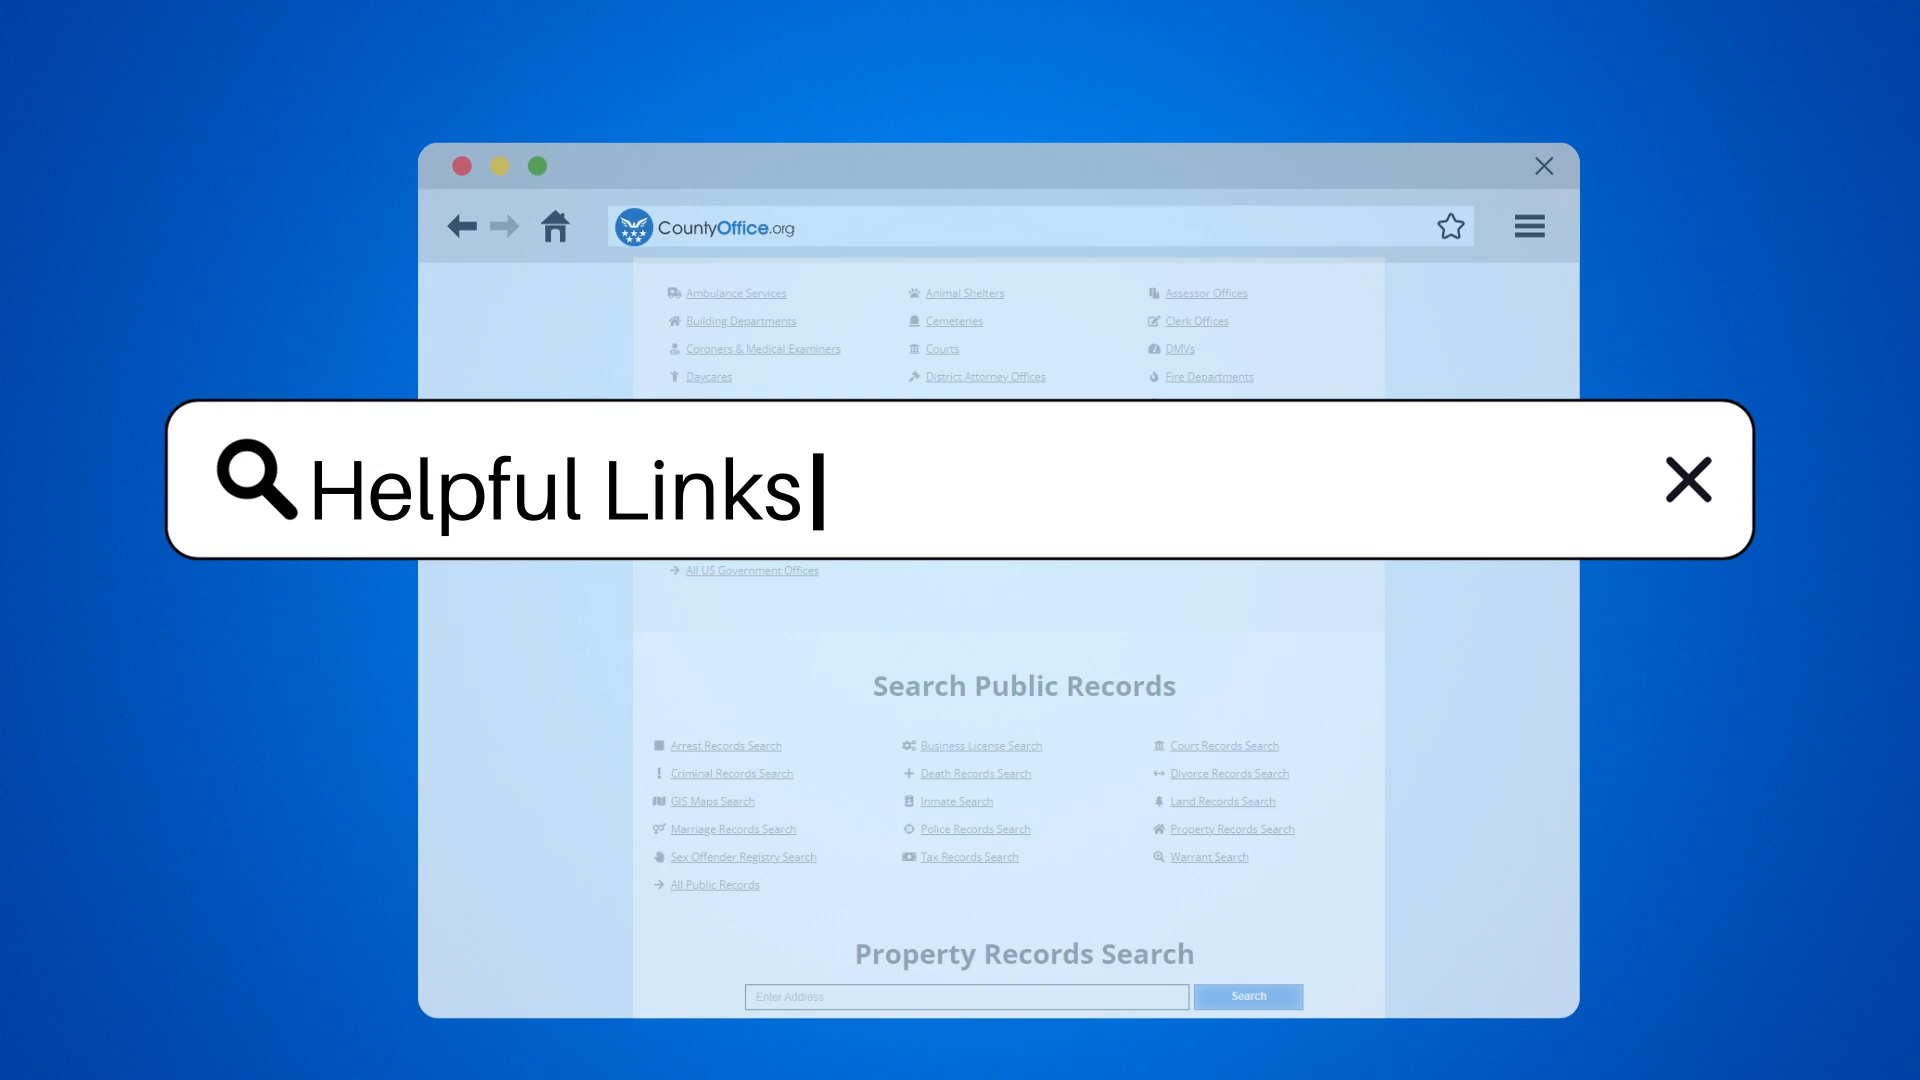 CountyOffice.org
Ambulance Services Animal Shelters Assessor Offices
Building Departments Cemeteries Clerk Offices
Coroners & Medical Examiners Courts DMVs
Daycares District Attorney Offices Fire Departments
Helpful Links
All US Government Offices
Search Public Records
Arrest Records Search Business License Search Court Records Search
Criminal Records Search Death Records Search Divorce Records Search
GIS Maps Search Inmate Search Land Records Search
Marriage Records Search Police Records Search Property Records Search
Sex Offender Registry Search Tax Records Search Warrant Search
All Public Records
Property Records Search
Enter Address Search